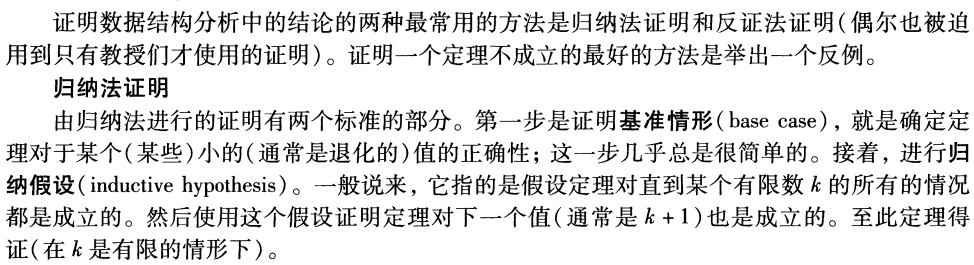 证明数据结构分析中的结论的两种最常用的方法是归纳法证明和反证法证明(偶尔也被迫
用到只有教授们才使用的证明)。证明一个定理不成立的最好的方法是举出一个反例。
归纳法证明
由归纳法进行的证明有两个标准的部分。第一步是证明基准情形(base case)，就是确定定
理对于某个(某些)小的(通常是退化的)值的正确性；这一步几乎总是很简单的。接着，进行归
纳假设(inductive hypothesis)。一般说来，它指的是假设定理对直到某个有限数 k 的所有的情况
都是成立的。然后使用这个假设证明定理对下一个值(通常是 k + 1)也是成立的。至此定理得
证(在 k 是有限的情形下)。